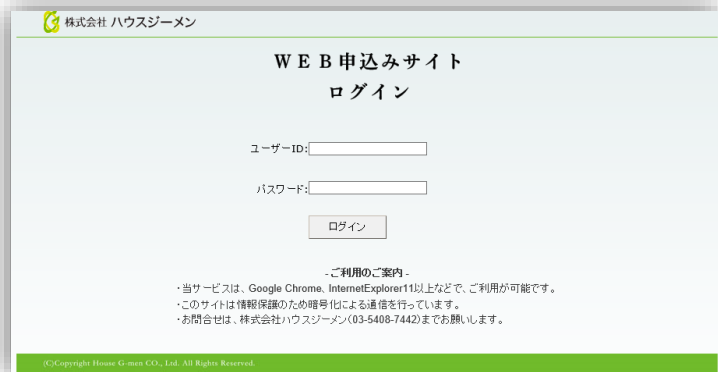 株式会社 ハウスジーメン
ＷＥＢ申込みサイト
ログイン
ユーザーID:
パスワード:
ログイン
- ご利用のご案内 -
・当サービスは、Google Chrome、InternetExplorer11以上などで、ご利用が可能です。
・このサイトは情報保護のため暗号化による通信を行っています。
・お問合せは、株式会社ハウスジーメン(03-5408-7442)までお願いします。
(C)Copyright House G-men CO., Ltd. All Rights Reserved.